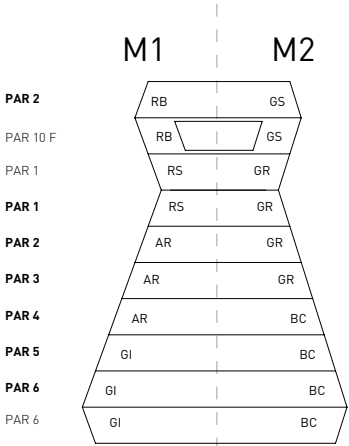 M1 M2
PAR 2 RB GS
PAR 10 F RB GS
PAR 1 RS GR
PAR 1 RS GR
PAR 2 AR GR
PAR 3 AR GR
PAR 4 AR BC
PAR 5 GI BC
PAR 6 GI BC
PAR 6 GI BC